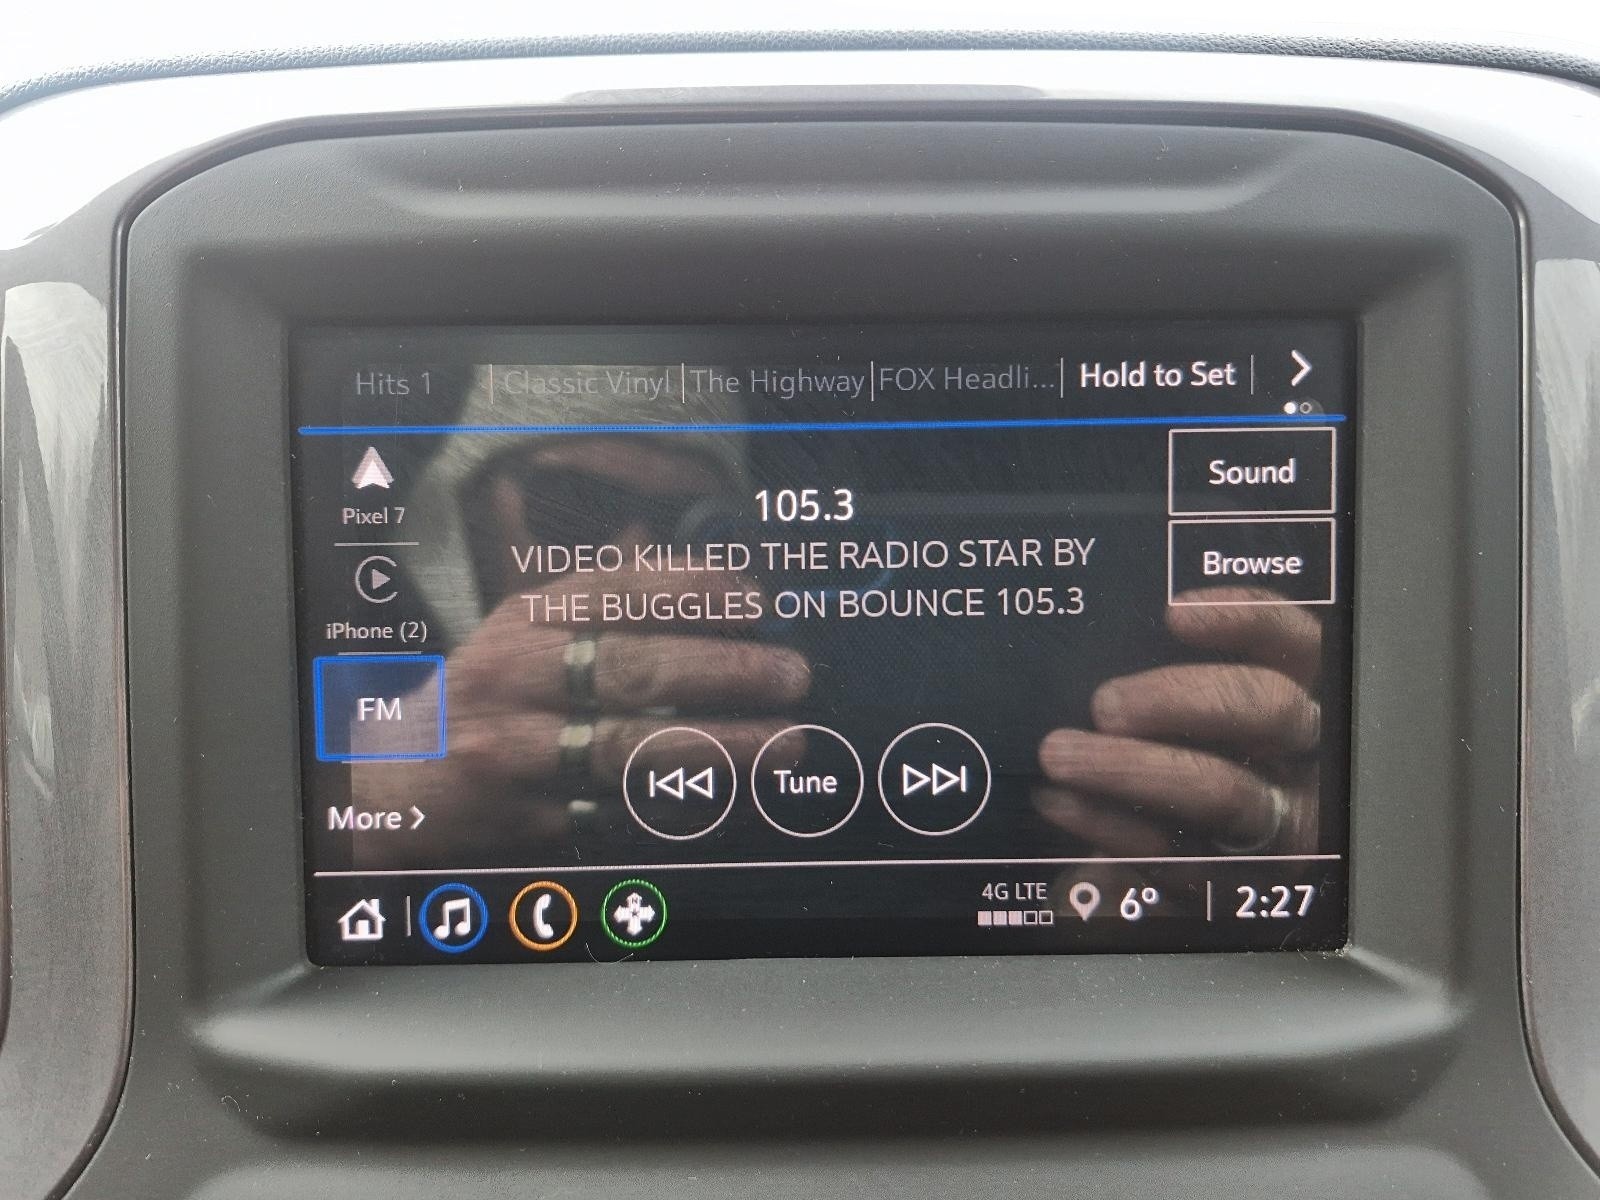 Hits 1 Classic Vinyl The Highway FOX Headli... Hold to Set
Pixel 7
iPhone (2)
FM
More
105.3
VIDEO KILLED THE RADIO STAR BY
THE BUGGLES ON BOUNCE 105.3
Sound
Browse
Tune
4G LTE 6° 2:27